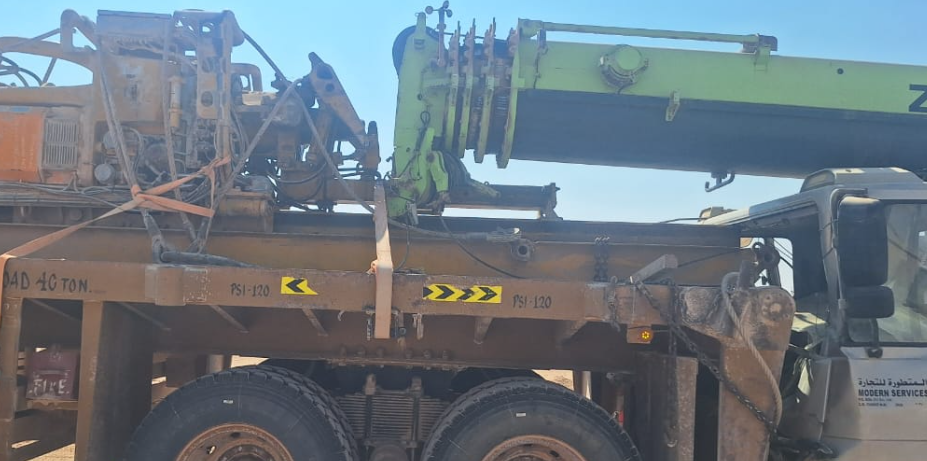 Z
OAD 40 TON.
PSI-120
PSI-120
FIRE
المتطورة للتجارة
MODERN SERVICES